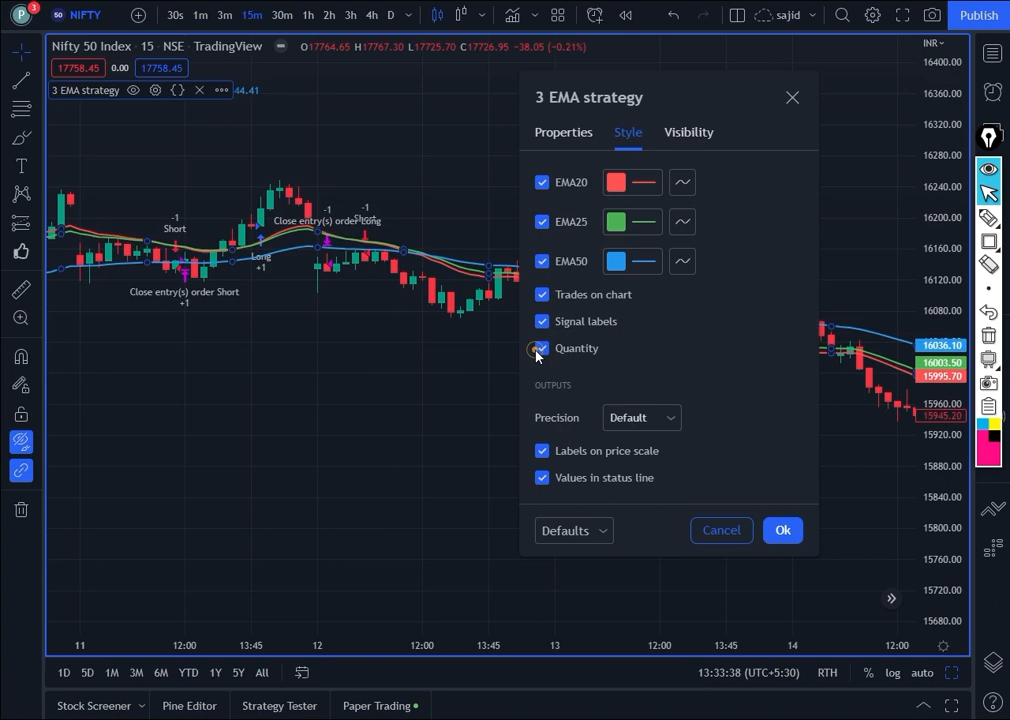 P 3 50 NIFTY 30s 1m 3m 15m 30m 1h 2h 3h 4h D sajid Publish
Nifty 50 Index · 15 · NSE · TradingView O17764.65 H17767.30 L17725.70 C17726.95 -38.05 (-0.21%) INR
17758.45 0.00 17758.45
3 EMA strategy 44.41
16400.00
16360.00
16320.00
16280.00
16240.00
16200.00
16160.00
16120.00
16080.00
16036.10
16003.50
15995.70
15960.00
15945.20
15920.00
15880.00
15840.00
15800.00
15760.00
15720.00
15680.00
-1
Short
Close entry(s) order Short
+1
Long
+1
-1
Close entry(s) order Long
-1
Short
3 EMA strategy
Properties Style Visibility
EMA20
EMA25
EMA50
Trades on chart
Signal labels
Quantity
OUTPUTS
Precision Default
Labels on price scale
Values in status line
Defaults Cancel Ok
11 12:00 13:45 12 12:00 13:45 13 12:00 13:45 14 12:00
1D 5D 1M 3M 6M YTD 1Y 5Y All 13:33:38 (UTC+5:30) RTH % log auto
Stock Screener Pine Editor Strategy Tester Paper Trading